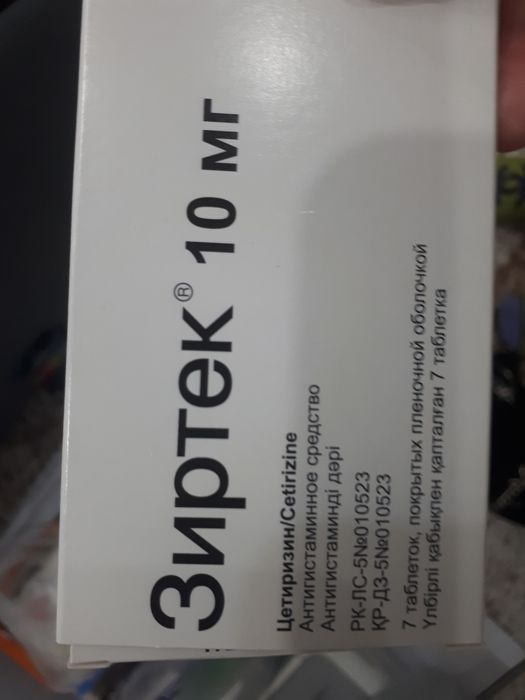 Зиртек® 10 мг
Цетиризин/Cetirizine
Антигистаминное средство
Антигистаминді дәрі
РК-ЛС-5№010523
ҚР-ДЗ-5№010523
7 таблеток, покрытых пленочной оболочкой
Үлбірлі қабықпен қапталған 7 таблетка